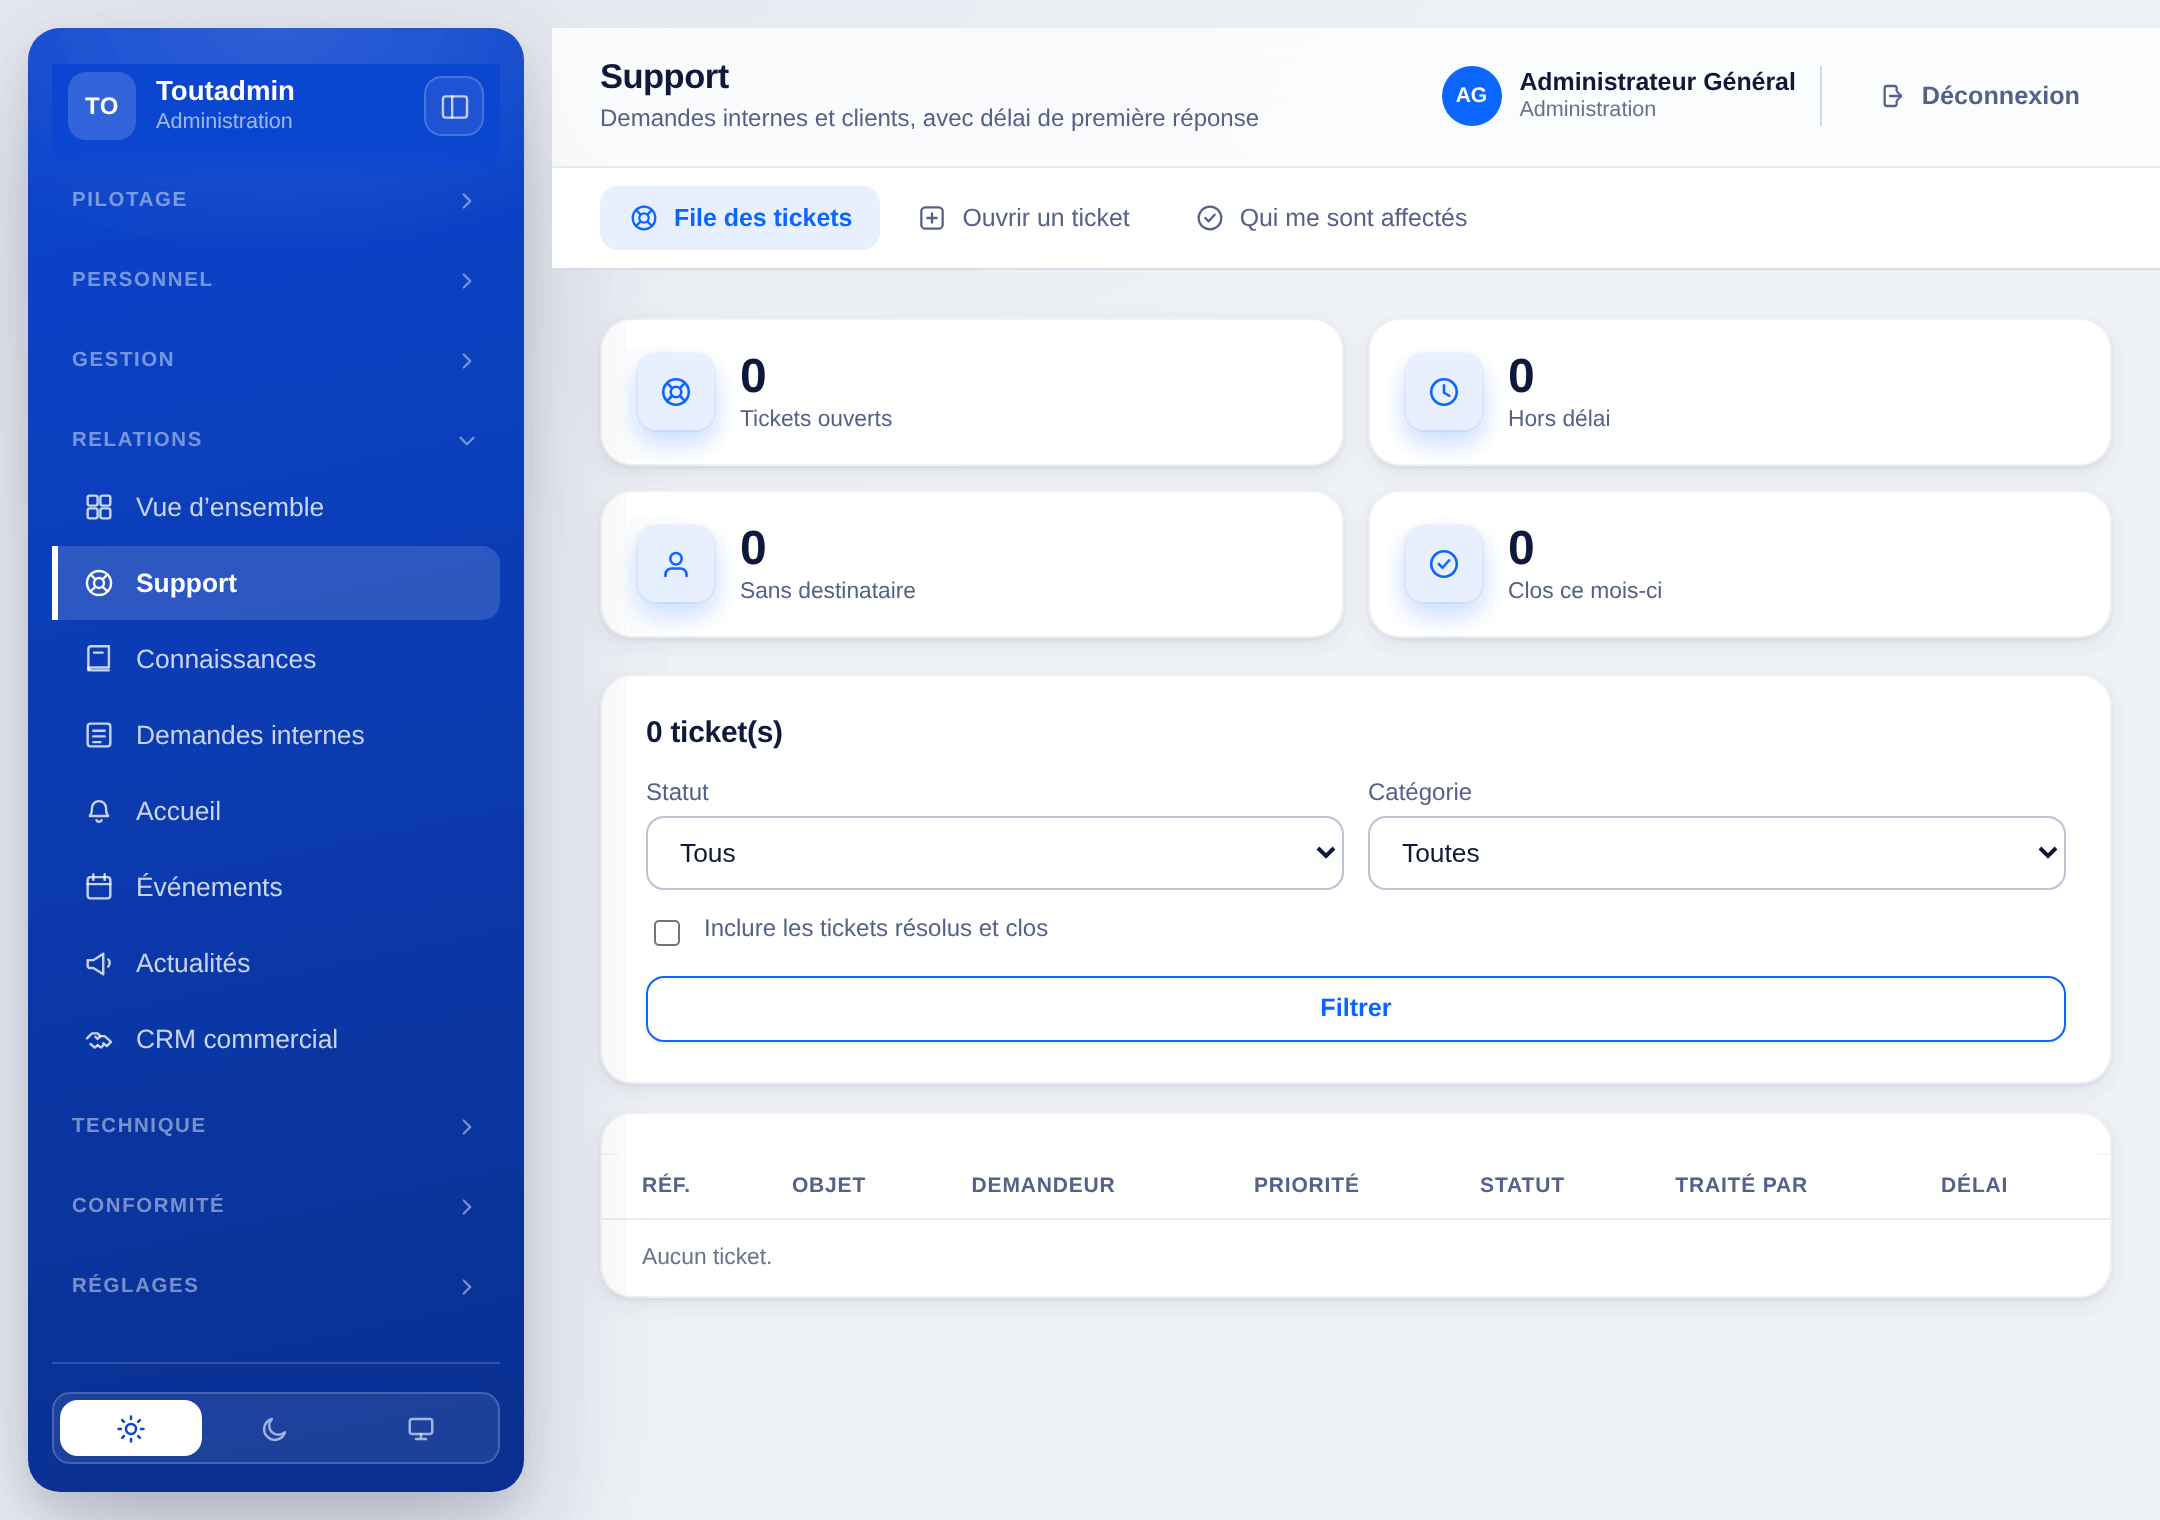 TO
Toutadmin
Administration
PILOTAGE
PERSONNEL
GESTION
RELATIONS
Vue d’ensemble
Support
Connaissances
Demandes internes
Accueil
Événements
Actualités
CRM commercial
TECHNIQUE
CONFORMITÉ
RÉGLAGES
Support
Demandes internes et clients, avec délai de première réponse
AG
Administrateur Général
Administration
Déconnexion
File des tickets
Ouvrir un ticket
Qui me sont affectés
0
Tickets ouverts
0
Hors délai
0
Sans destinataire
0
Clos ce mois-ci
0 ticket(s)
Statut
Catégorie
Tous
Toutes
Inclure les tickets résolus et clos
Filtrer
RÉF. OBJET DEMANDEUR PRIORITÉ STATUT TRAITÉ PAR DÉLAI
Aucun ticket.